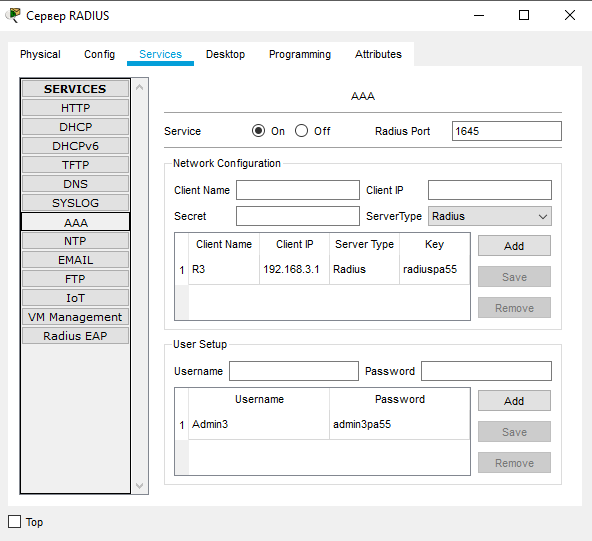 Сервер RADIUS
Physical Config Services Desktop Programming Attributes
SERVICES
HTTP
DHCP
DHCPv6
TFTP
DNS
SYSLOG
AAA
NTP
EMAIL
FTP
IoT
VM Management
Radius EAP
AAA
Service On Off Radius Port 1645
Network Configuration
Client Name Client IP
Secret ServerType Radius
Client Name Client IP Server Type Key
1 R3 192.168.3.1 Radius radiuspa55
Add
Save
Remove
User Setup
Username Password
Username Password
1 Admin3 admin3pa55
Add
Save
Remove
Top